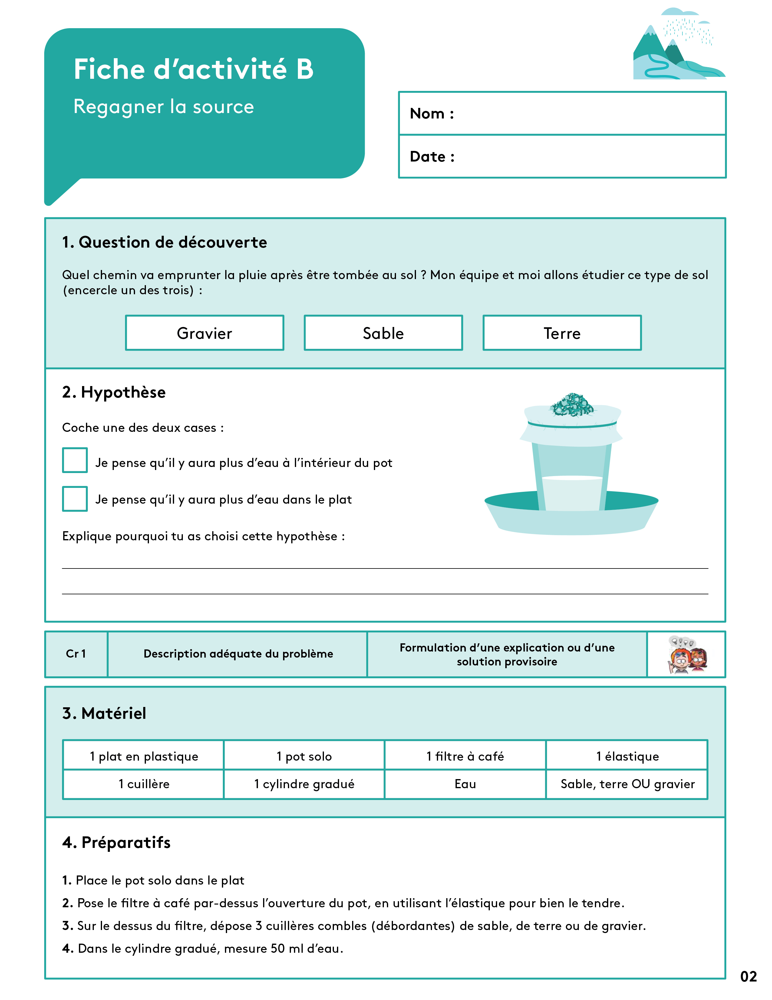 Fiche d’activité B
Regagner la source
Nom :
Date :
1. Question de découverte
Quel chemin va emprunter la pluie après être tombée au sol ? Mon équipe et moi allons étudier ce type de sol
(encercle un des trois) :
Gravier
Sable
Terre
2. Hypothèse
Coche une des deux cases :
Je pense qu’il y aura plus d’eau à l’intérieur du pot
Je pense qu’il y aura plus d’eau dans le plat
Explique pourquoi tu as choisi cette hypothèse :
Cr 1
Description adéquate du problème
Formulation d’une explication ou d’une
solution provisoire
3. Matériel
1 plat en plastique
1 pot solo
1 filtre à café
1 élastique
1 cuillère
1 cylindre gradué
Eau
Sable, terre OU gravier
4. Préparatifs
1. Place le pot solo dans le plat
2. Pose le filtre à café par-dessus l’ouverture du pot, en utilisant l’élastique pour bien le tendre.
3. Sur le dessus du filtre, dépose 3 cuillères combles (débordantes) de sable, de terre ou de gravier.
4. Dans le cylindre gradué, mesure 50 ml d’eau.
02